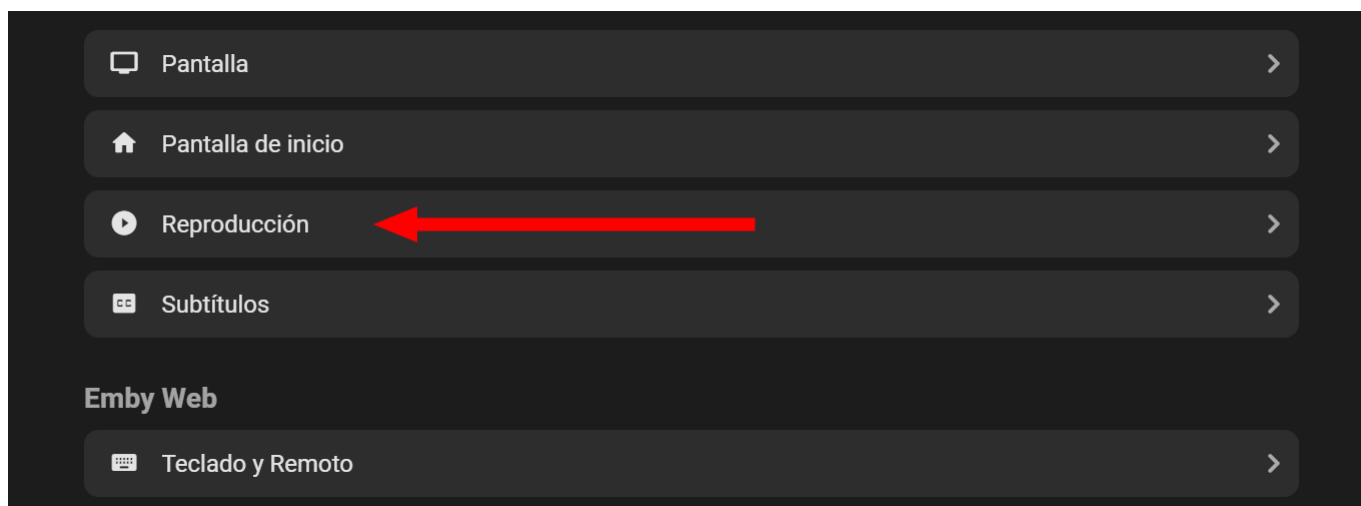 Pantalla
Pantalla de inicio
Reproducción
Subtítulos
Emby Web
Teclado y Remoto